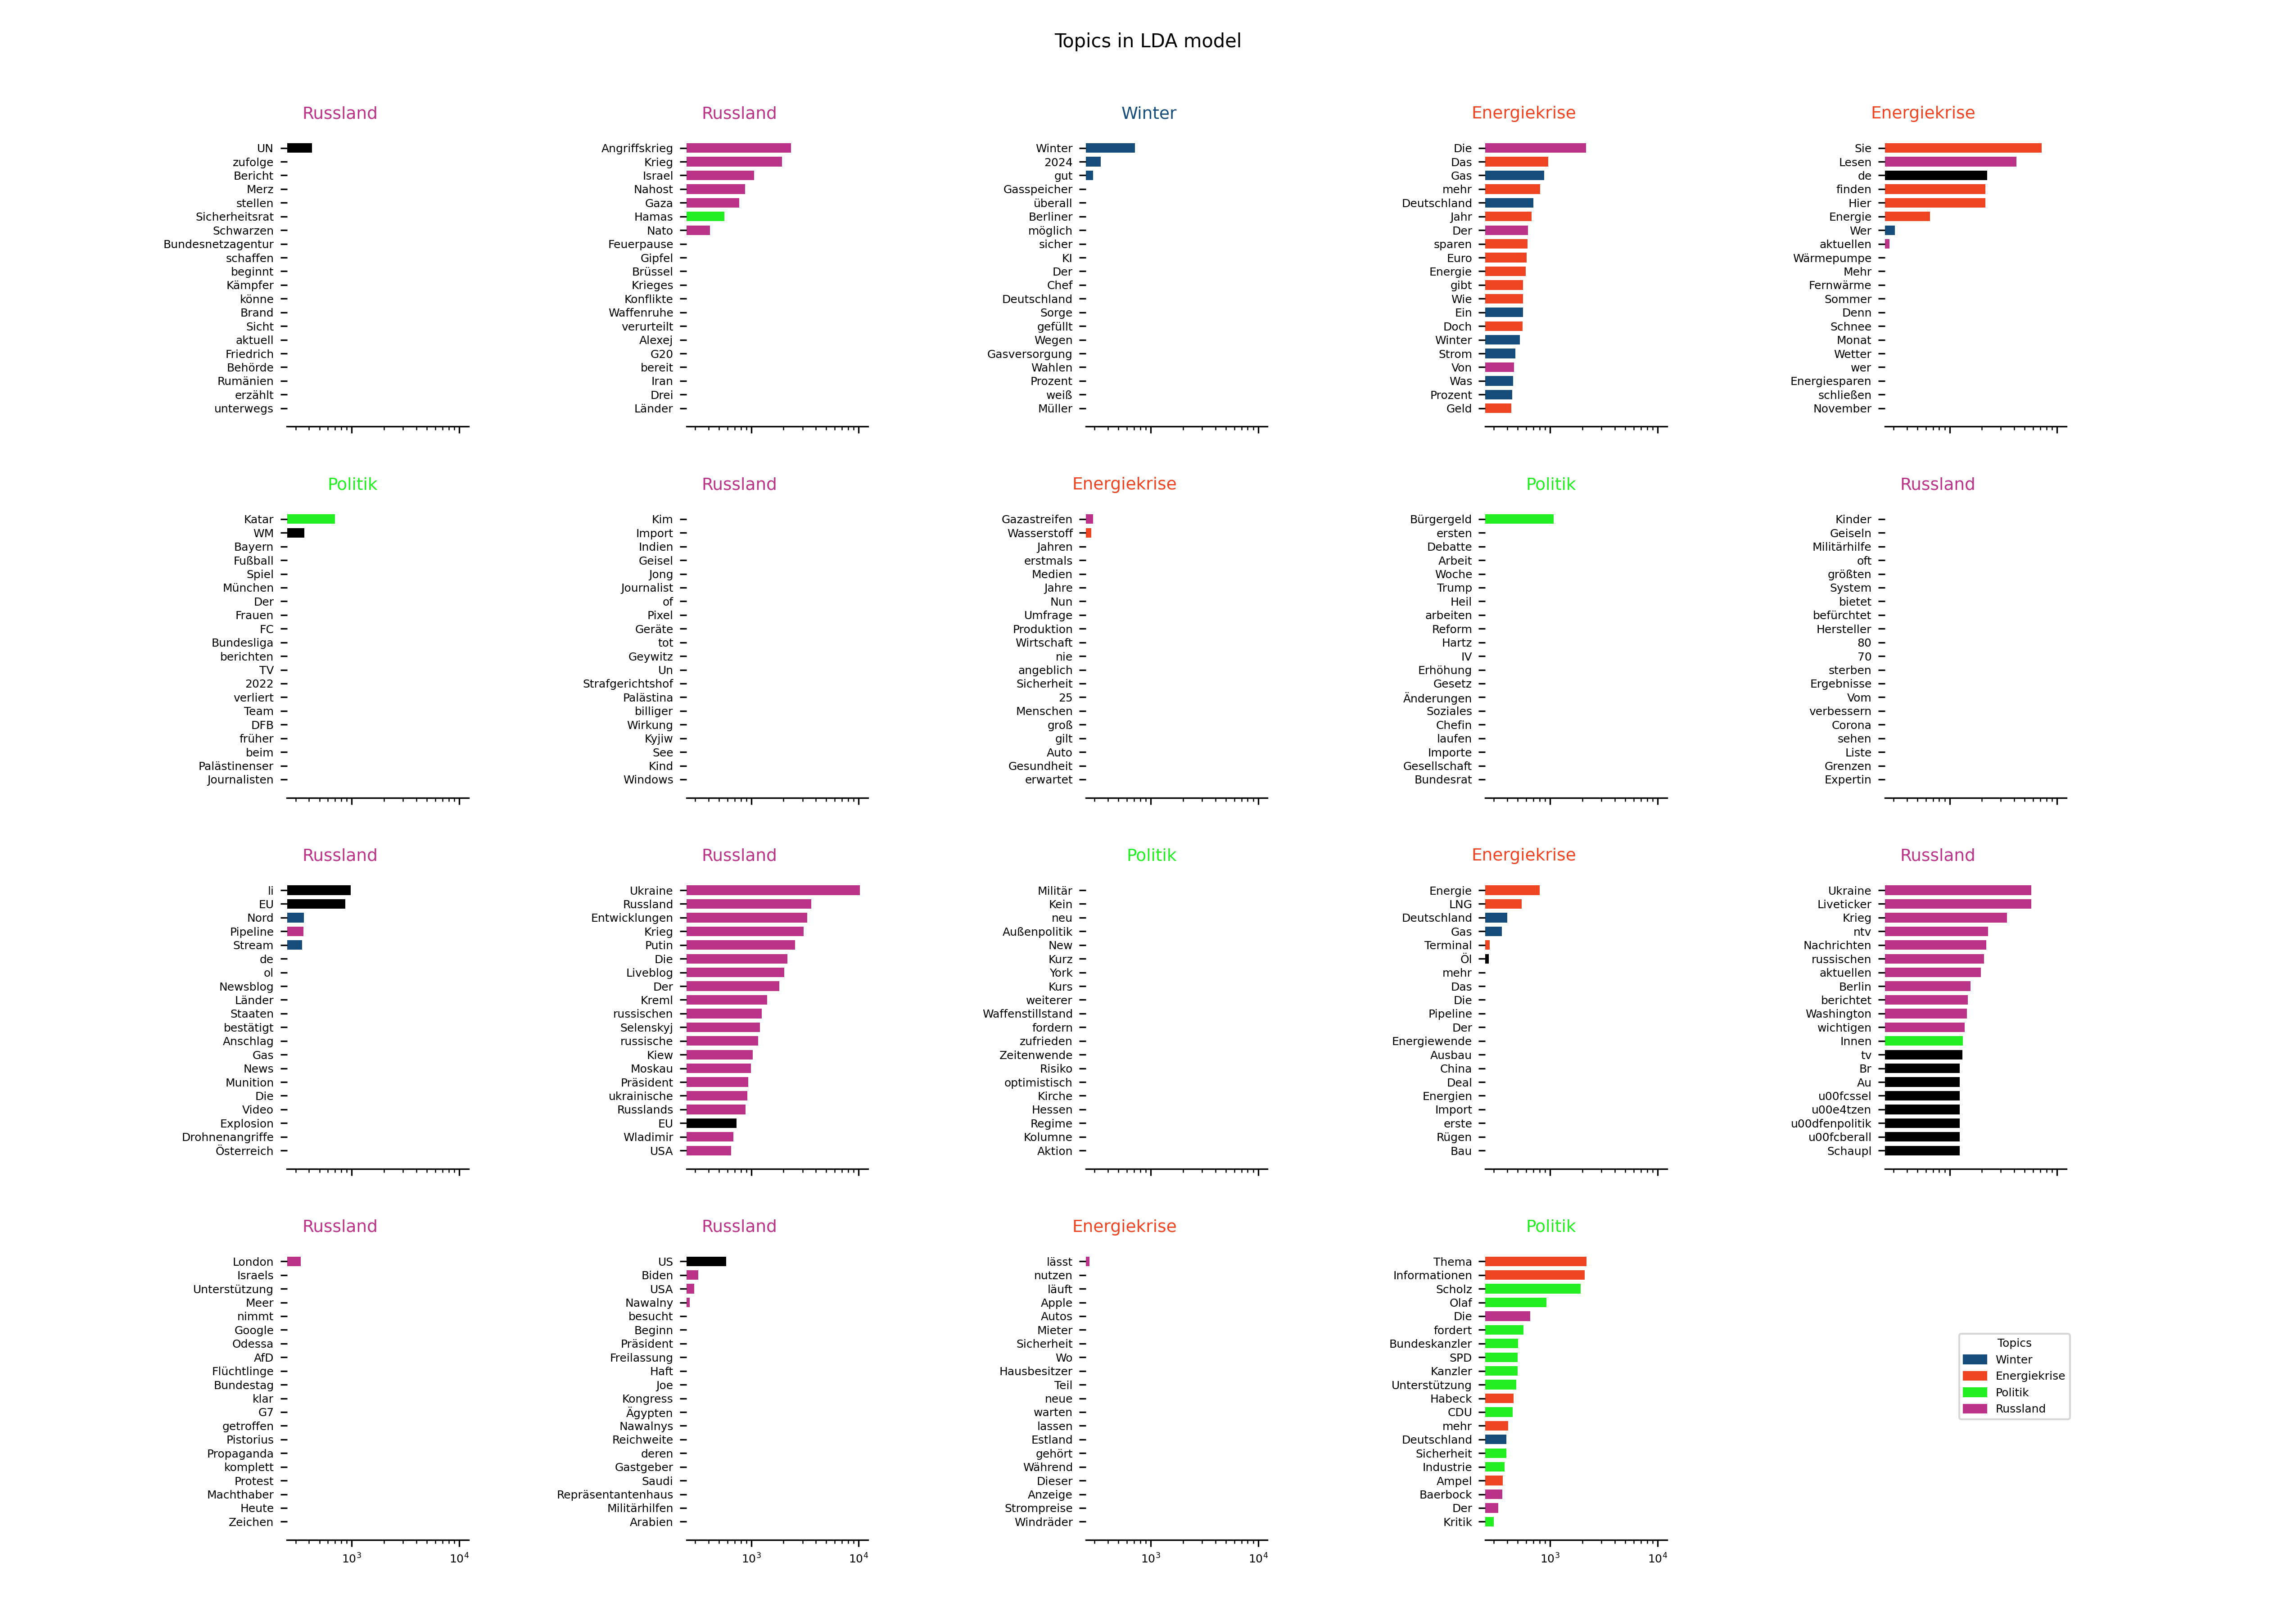 Topics in LDA model
Russland
UN
zufolge
Bericht
Merz
stellen
Sicherheitsrat
Schwarzen
Bundesnetzagentur
schaffen
beginnt
Kämpfer
könne
Brand
Sicht
aktuell
Friedrich
Behörde
Rumänien
erzählt
unterwegs
Russland
Angriffskrieg
Krieg
Israel
Nahost
Gaza
Hamas
Nato
Feuerpause
Gipfel
Brüssel
Krieges
Konflikte
Waffenruhe
verurteilt
Alexej
G20
bereit
Iran
Drei
Länder
Winter
Winter
2024
gut
Gasspeicher
überall
Berliner
möglich
sicher
KI
Der
Chef
Deutschland
Sorge
gefüllt
Wegen
Gasversorgung
Wahlen
Prozent
weiß
Müller
Energiekrise
Die
Das
Gas
mehr
Deutschland
Jahr
Der
sparen
Euro
Energie
gibt
Wie
Ein
Doch
Winter
Strom
Von
Was
Prozent
Geld
Energiekrise
Sie
Lesen
de
finden
Hier
Energie
Wer
aktuellen
Wärmepumpe
Mehr
Fernwärme
Sommer
Denn
Schnee
Monat
Wetter
wer
Energiesparen
schließen
November
Politik
Katar
WM
Bayern
Fußball
Spiel
München
Der
Frauen
FC
Bundesliga
berichten
TV
2022
verliert
Team
DFB
früher
beim
Palästinenser
Journalisten
Russland
Kim
Import
Indien
Geisel
Jong
Journalist
of
Pixel
Geräte
tot
Geywitz
Un
Strafgerichtshof
Palästina
billiger
Wirkung
Kyjiw
See
Kind
Windows
Energiekrise
Gazastreifen
Wasserstoff
Jahren
erstmals
Medien
Jahre
Nun
Umfrage
Produktion
Wirtschaft
nie
angeblich
Sicherheit
25
Menschen
groß
gilt
Auto
Gesundheit
erwartet
Politik
Bürgergeld
ersten
Debatte
Arbeit
Woche
Trump
Heil
arbeiten
Reform
Hartz
IV
Erhöhung
Gesetz
Änderungen
Soziales
Chefin
laufen
Importe
Gesellschaft
Bundesrat
Russland
Kinder
Geiseln
Militärhilfe
oft
größten
System
bietet
befürchtet
Hersteller
80
70
sterben
Ergebnisse
Vom
verbessern
Corona
sehen
Liste
Grenzen
Expertin
Russland
li
EU
Nord
Pipeline
Stream
de
ol
Newsblog
Länder
Staaten
bestätigt
Anschlag
Gas
News
Munition
Die
Video
Explosion
Drohnenangriffe
Österreich
Russland
Ukraine
Russland
Entwicklungen
Krieg
Putin
Die
Liveblog
Der
Kreml
russischen
Selenskyj
russische
Kiew
Moskau
Präsident
ukrainische
Russlands
EU
Wladimir
USA
Politik
Militär
Kein
neu
Außenpolitik
New
Kurz
York
Kurs
weiterer
Waffenstillstand
fordern
zufrieden
Zeitenwende
Risiko
optimistisch
Kirche
Hessen
Regime
Kolumne
Aktion
Energiekrise
Energie
LNG
Deutschland
Gas
Terminal
Öl
mehr
Das
Die
Pipeline
Der
Energiewende
Ausbau
China
Deal
Energien
Import
erste
Rügen
Bau
Russland
Ukraine
Liveticker
Krieg
ntv
Nachrichten
russischen
aktuellen
Berlin
berichtet
Washington
wichtigen
Innen
tv
Br
Au
u00fcssel
u00e4tzen
u00dfenpolitik
u00fcberall
Schaupl
Russland
London
Israels
Unterstützung
Meer
nimmt
Google
Odessa
AfD
Flüchtlinge
Bundestag
klar
G7
getroffen
Pistorius
Propaganda
komplett
Protest
Machthaber
Heute
Zeichen
10³ 10⁴
Russland
US
Biden
USA
Nawalny
besucht
Beginn
Präsident
Freilassung
Haft
Joe
Kongress
Ägypten
Nawalnys
Reichweite
deren
Gastgeber
Saudi
Repräsentantenhaus
Militärhilfen
Arabien
10³ 10⁴
Energiekrise
lässt
nutzen
läuft
Apple
Autos
Mieter
Sicherheit
Wo
Hausbesitzer
Teil
neue
warten
lassen
Estland
gehört
Während
Dieser
Anzeige
Strompreise
Windräder
10³ 10⁴
Politik
Thema
Informationen
Scholz
Olaf
Die
fordert
Bundeskanzler
SPD
Kanzler
Unterstützung
Habeck
CDU
mehr
Deutschland
Sicherheit
Industrie
Ampel
Baerbock
Der
Kritik
10³ 10⁴
Topics
Winter
Energiekrise
Politik
Russland